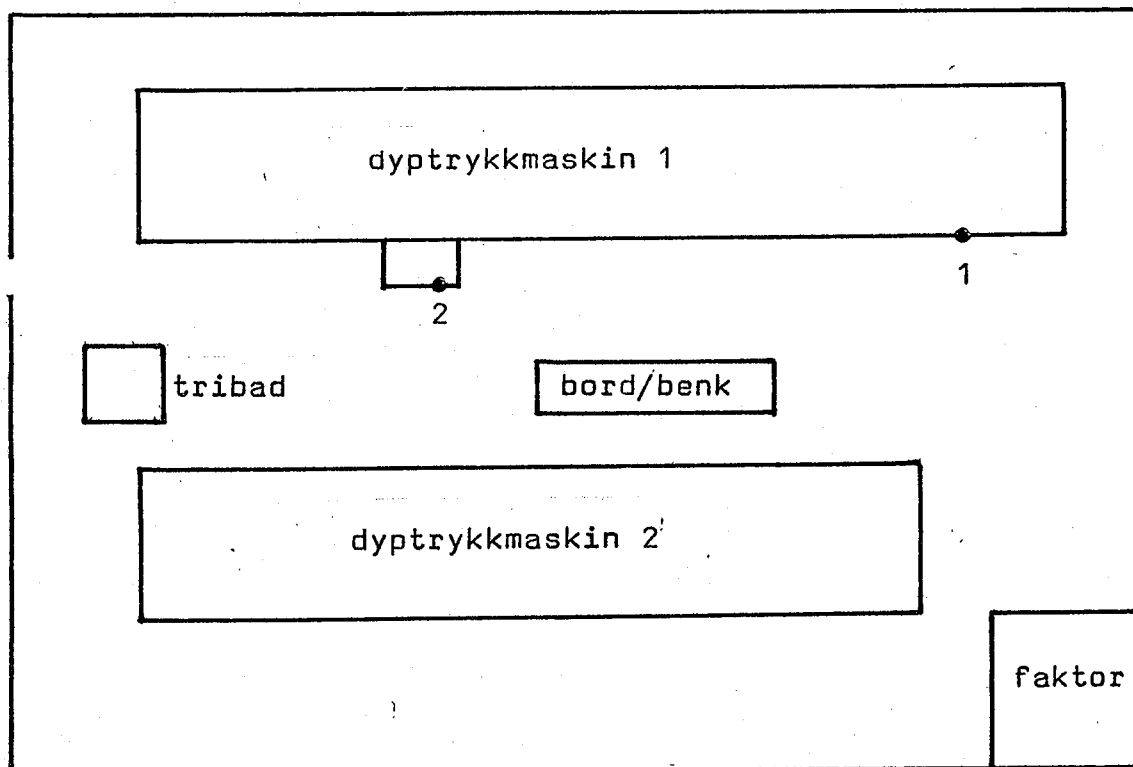 dyptrykkmaskin 1
1
2
tribad
bord/benk
dyptrykkmaskin 2
faktor